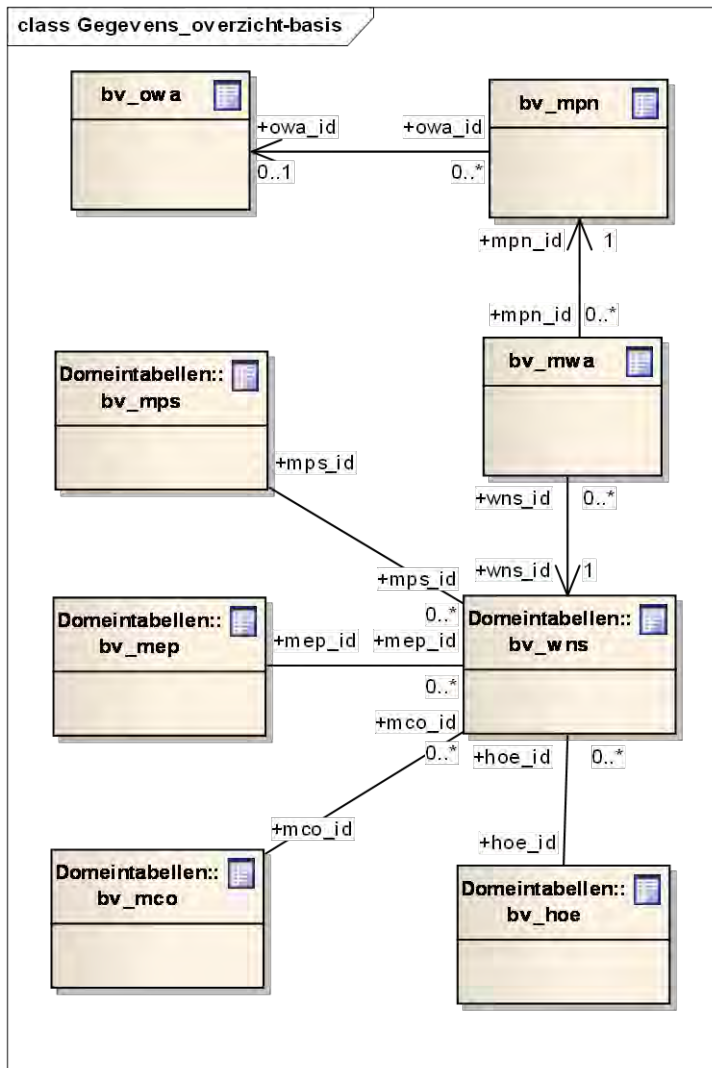 class Gegevens_overzicht-basis
bv_owa
bv_mpn
+owa_id
+owa_id
0..1
0..*
+mpn_id
1
+mpn_id
0..*
bv_mwa
Domeintabellen::
bv_mps
+mps_id
+wns_id
0..*
+wns_id
1
+mps_id
0..*
Domeintabellen::
bv_mep
+mep_id
+mep_id
0..*
Domeintabellen::
bv_wns
+mco_id
0..*
+hoe_id
0..*
+mco_id
+hoe_id
Domeintabellen::
bv_mco
Domeintabellen::
bv_hoe